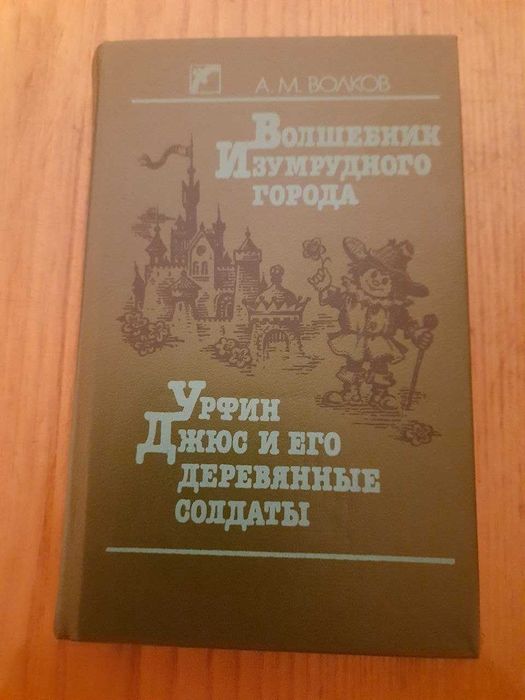 А. М. ВОЛКОВ
ВОЛШЕБНИК
ИЗУМРУДНОГО
ГОРОДА
УРФИН
ДЖЮС И ЕГО
ДЕРЕВЯННЫЕ
СОЛДАТЫ